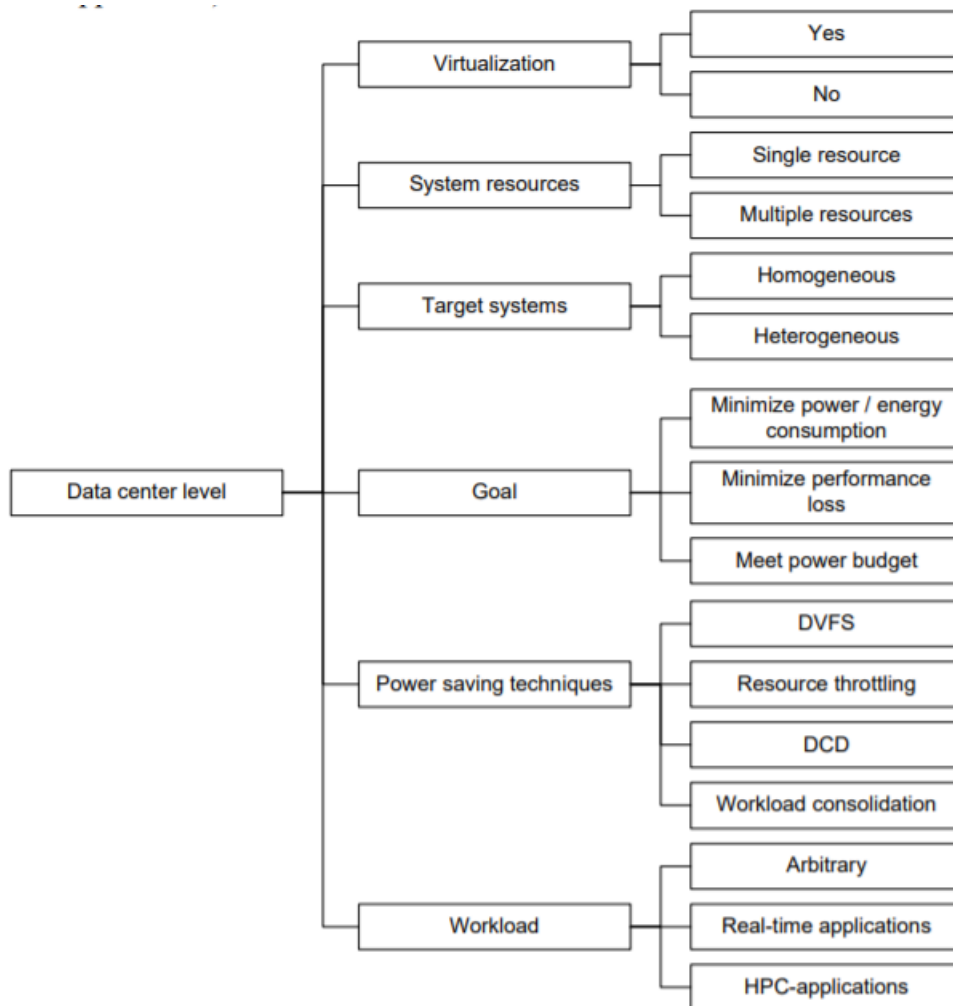 Virtualization
Yes
No
System resources
Single resource
Multiple resources
Target systems
Homogeneous
Heterogeneous
Data center level
Goal
Minimize power / energy
consumption
Minimize performance
loss
Meet power budget
Power saving techniques
DVFS
Resource throttling
DCD
Workload consolidation
Workload
Arbitrary
Real-time applications
HPC-applications